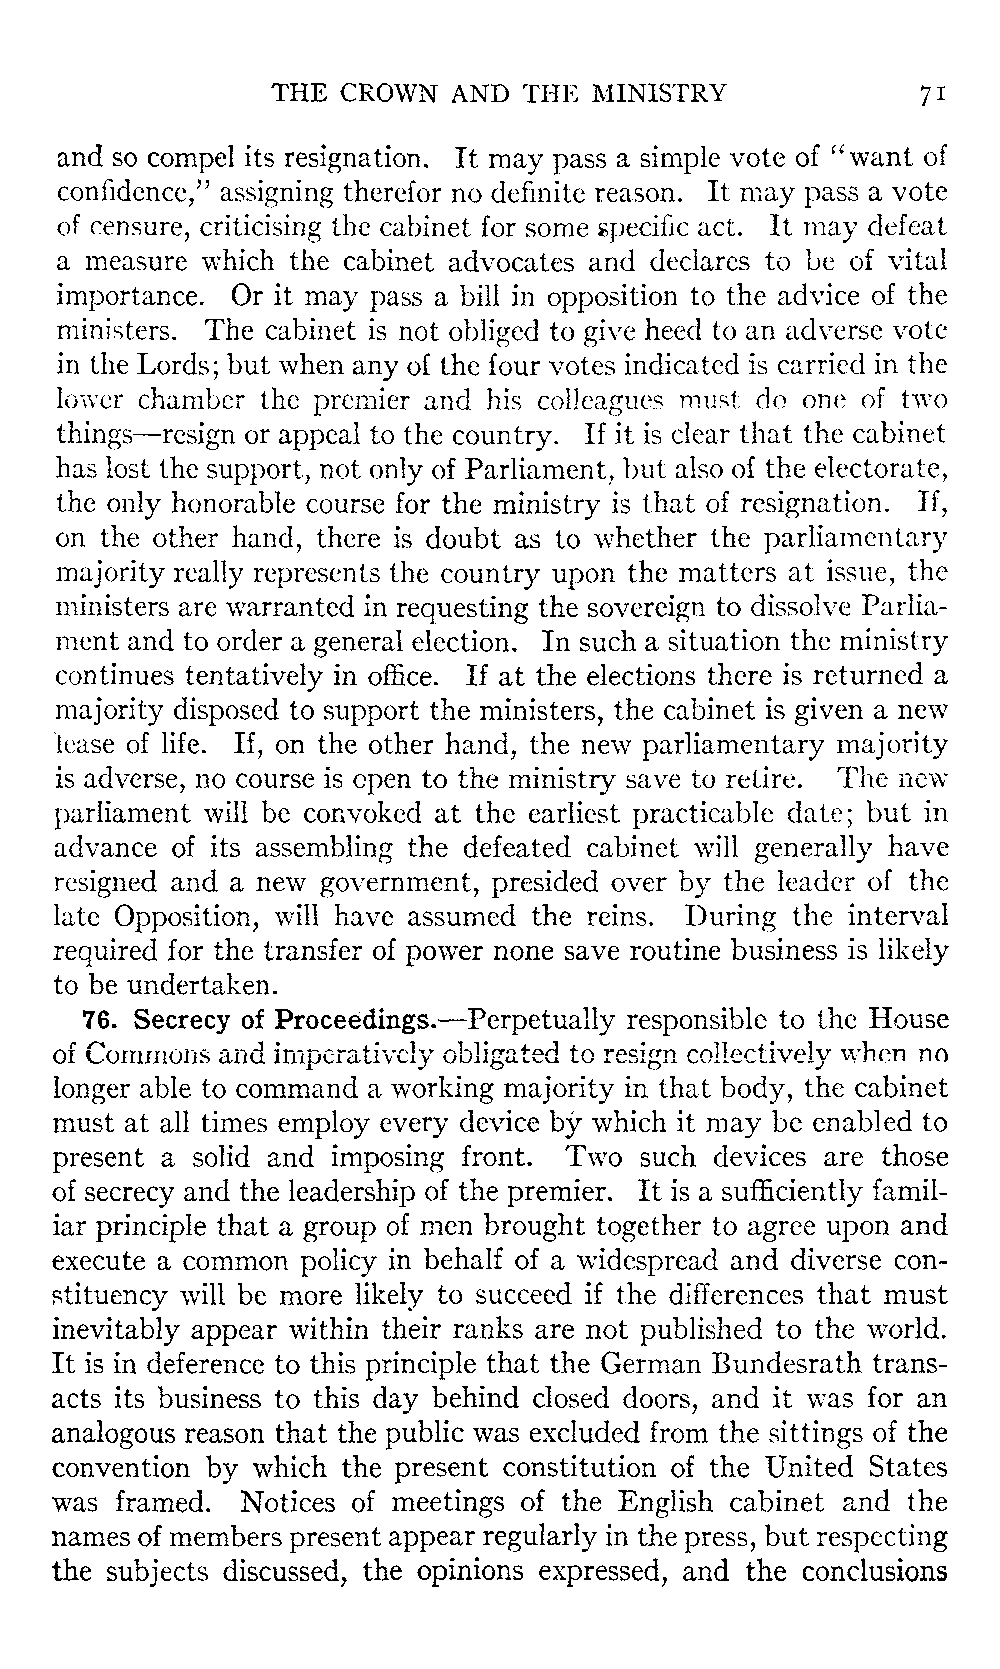 THE CROWN AND THE MINISTRY 71
and so compel its resignation. It may pass a simple vote of "want of
confidence," assigning therefor no definite reason. It may pass a vote
of censure, criticising the cabinet for some specific act. It may defeat
a measure which the cabinet advocates and declares to be of vital
importance. Or it may pass a bill in opposition to the advice of the
ministers. The cabinet is not obliged to give heed to an adverse vote
in the Lords; but when any of the four votes indicated is carried in the
lower chamber the premier and his colleagues must do one of two
things—resign or appeal to the country. If it is clear that the cabinet
has lost the support, not only of Parliament, but also of the electorate,
the only honorable course for the ministry is that of resignation. If,
on the other hand, there is doubt as to whether the parliamentary
majority really represents the country upon the matters at issue, the
ministers are warranted in requesting the sovereign to dissolve Parlia-
ment and to order a general election. In such a situation the ministry
continues tentatively in office. If at the elections there is returned a
majority disposed to support the ministers, the cabinet is given a new
lease of life. If, on the other hand, the new parliamentary majority
is adverse, no course is open to the ministry save to retire. The new
parliament will be convoked at the earliest practicable date; but in
advance of its assembling the defeated cabinet will generally have
resigned and a new government, presided over by the leader of the
late Opposition, will have assumed the reins. During the interval
required for the transfer of power none save routine business is likely
to be undertaken.
76. Secrecy of Proceedings.—Perpetually responsible to the House
of Commons and imperatively obligated to resign collectively when no
longer able to command a working majority in that body, the cabinet
must at all times employ every device by which it may be enabled to
present a solid and imposing front. Two such devices are those
of secrecy and the leadership of the premier. It is a sufficiently famil-
iar principle that a group of men brought together to agree upon and
execute a common policy in behalf of a widespread and diverse con-
stituency will be more likely to succeed if the differences that must
inevitably appear within their ranks are not published to the world.
It is in deference to this principle that the German Bundesrath trans-
acts its business to this day behind closed doors, and it was for an
analogous reason that the public was excluded from the sittings of the
convention by which the present constitution of the United States
was framed. Notices of meetings of the English cabinet and the
names of members present appear regularly in the press, but respecting
the subjects discussed, the opinions expressed, and the conclusions